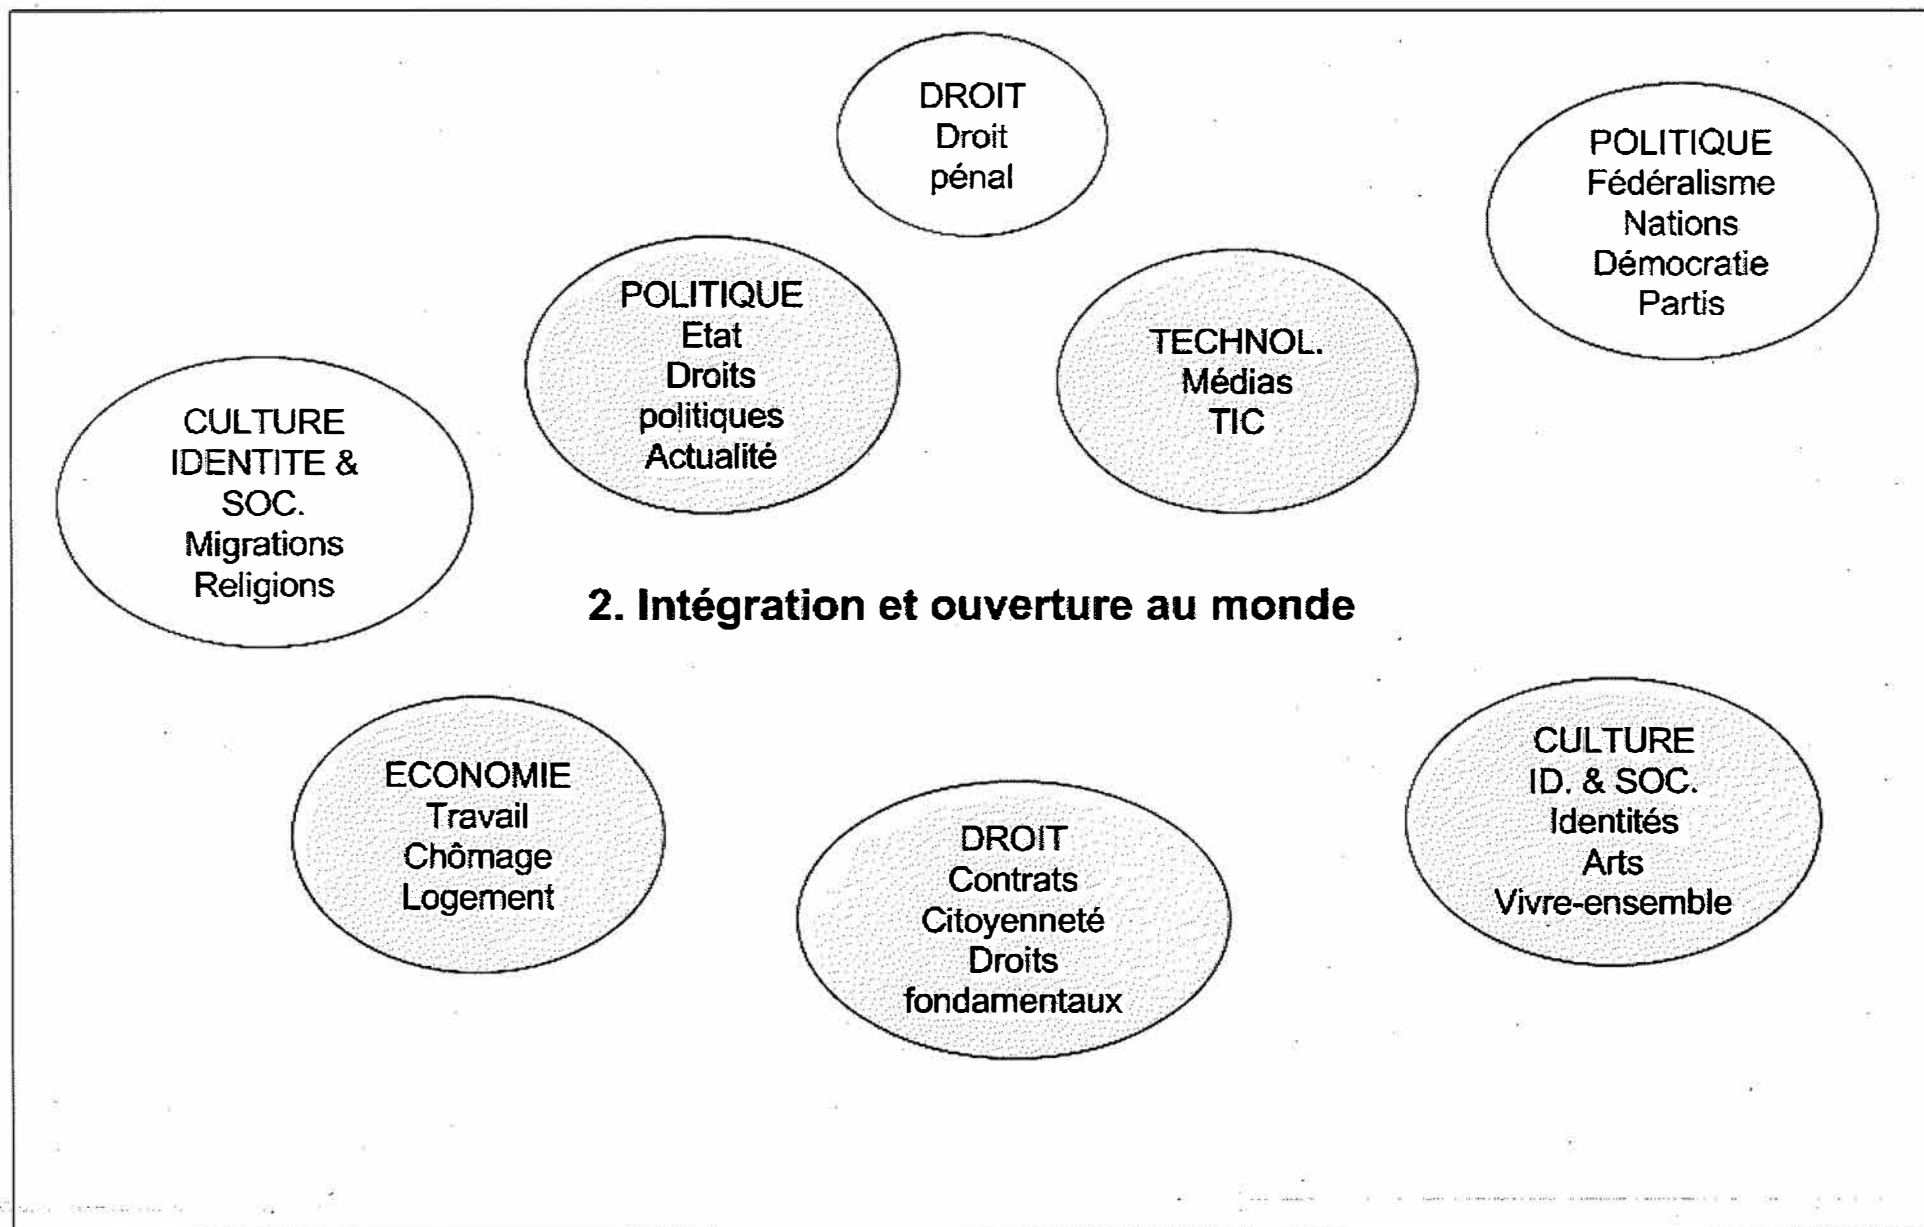 DROIT
Droit
pénal
POLITIQUE
Fédéralisme
Nations
Démocratie
Partis
POLITIQUE
Etat
Droits
politiques
Actualité
TECHNOL.
Médias
TIC
CULTURE
IDENTITE &
SOC.
Migrations
Religions
2. Intégration et ouverture au monde
ECONOMIE
Travail
Chômage
Logement
DROIT
Contrats
Citoyenneté
Droits
fondamentaux
CULTURE
ID. & SOC.
Identités
Arts
Vivre-ensemble